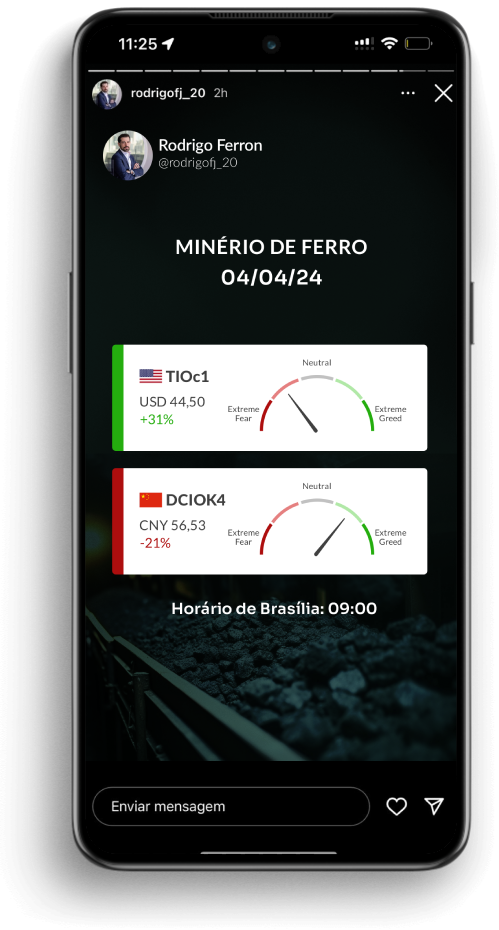 11:25
rodrigofj_20 2h
Rodrigo Ferron
@rodrigofj_20
MINÉRIO DE FERRO
04/04/24
TIOc1
USD 44,50
+31%
Neutral
Extreme
Fear
Extreme
Greed
DCIOK4
CNY 56,53
-21%
Neutral
Extreme
Fear
Extreme
Greed
Horário de Brasília: 09:00
Enviar mensagem